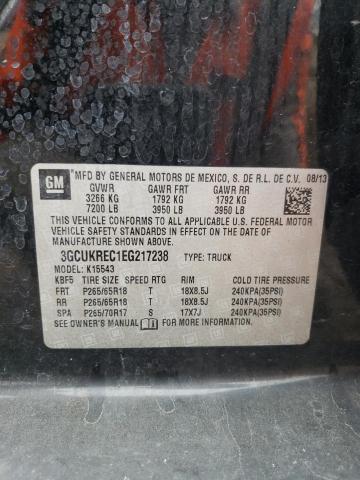 GM *MFD BY GENERAL MOTORS DE MEXICO, S. DE R.L. DE C.V. 08/13
GVWR GAWR FRT GAWR RR
3266 KG 1792 KG 1792 KG
7200 LB 3950 LB 3950 LB
THIS VEHICLE CONFORMS TO ALL APPLICABLE U.S. FEDERAL MOTOR
VEHICLE SAFETY STANDARDS IN EFFECT ON THE DATE OF
MANUFACTURE SHOWN ABOVE.
3GCUKREC1EG217238 TYPE: TRUCK
MODEL: K15543
KBF5 TIRE SIZE SPEED RTG RIM COLD TIRE PRESSURE
FRT P265/65R18 T 18X8.5J 240KPA(35PSI)
RR P265/65R18 T 18X8.5J 240KPA(35PSI)
SPA P265/70R17 S 17X7J 240KPA(35PSI)
SEE OWNER'S MANUAL FOR MORE INFORMATION.